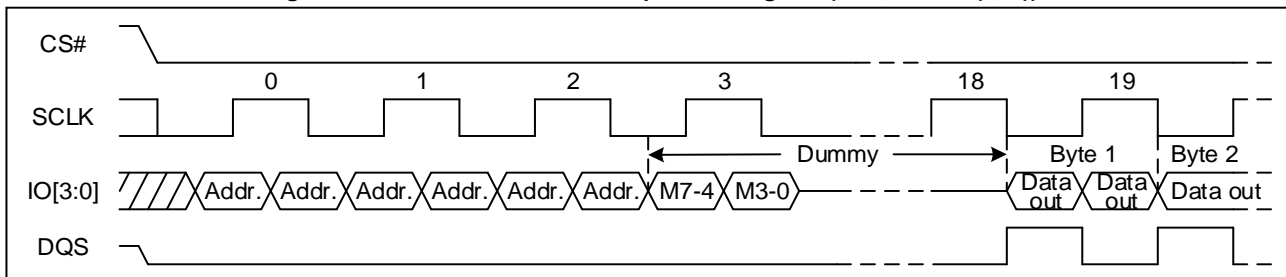 CS#
0 1 2 3 18 19
SCLK
Dummy Byte 1 Byte 2
IO[3:0] Addr. Addr. Addr. Addr. Addr. Addr. M7-4 M3-0 Data out Data out Data out
DQS